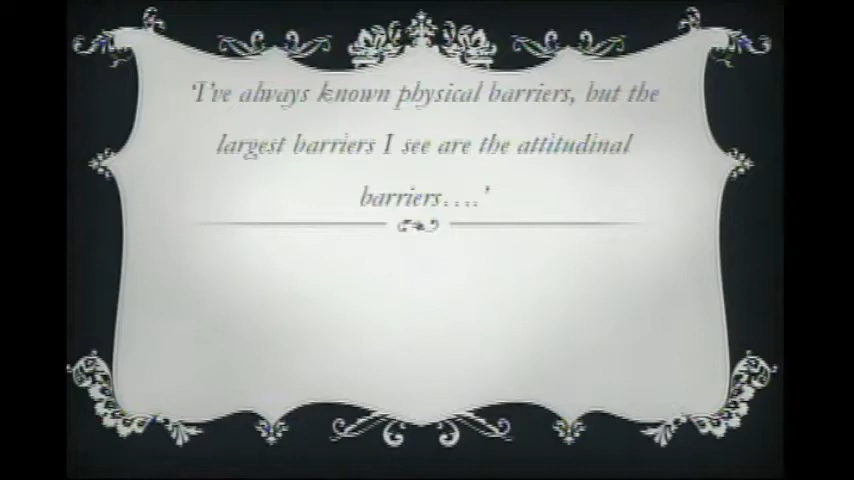 ‘I've always known physical barriers, but the
largest barriers I see are the attitudinal
barriers….’